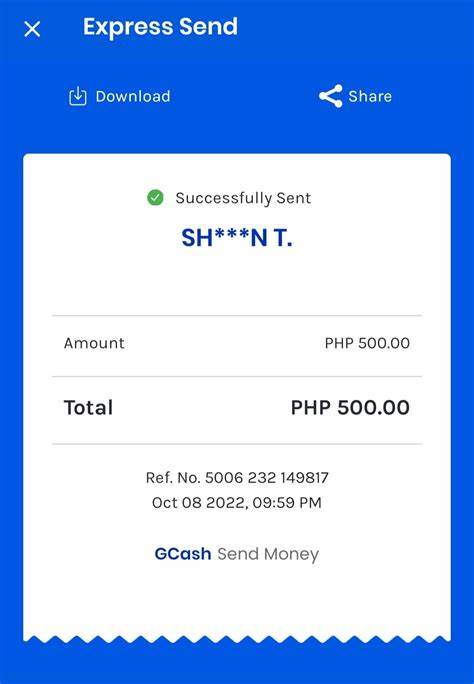 Express Send
Download
Share
Successfully Sent
SH***N T.
Amount PHP 500.00
Total PHP 500.00
Ref. No. 5006 232 149817
Oct 08 2022, 09:59 PM
GCash Send Money